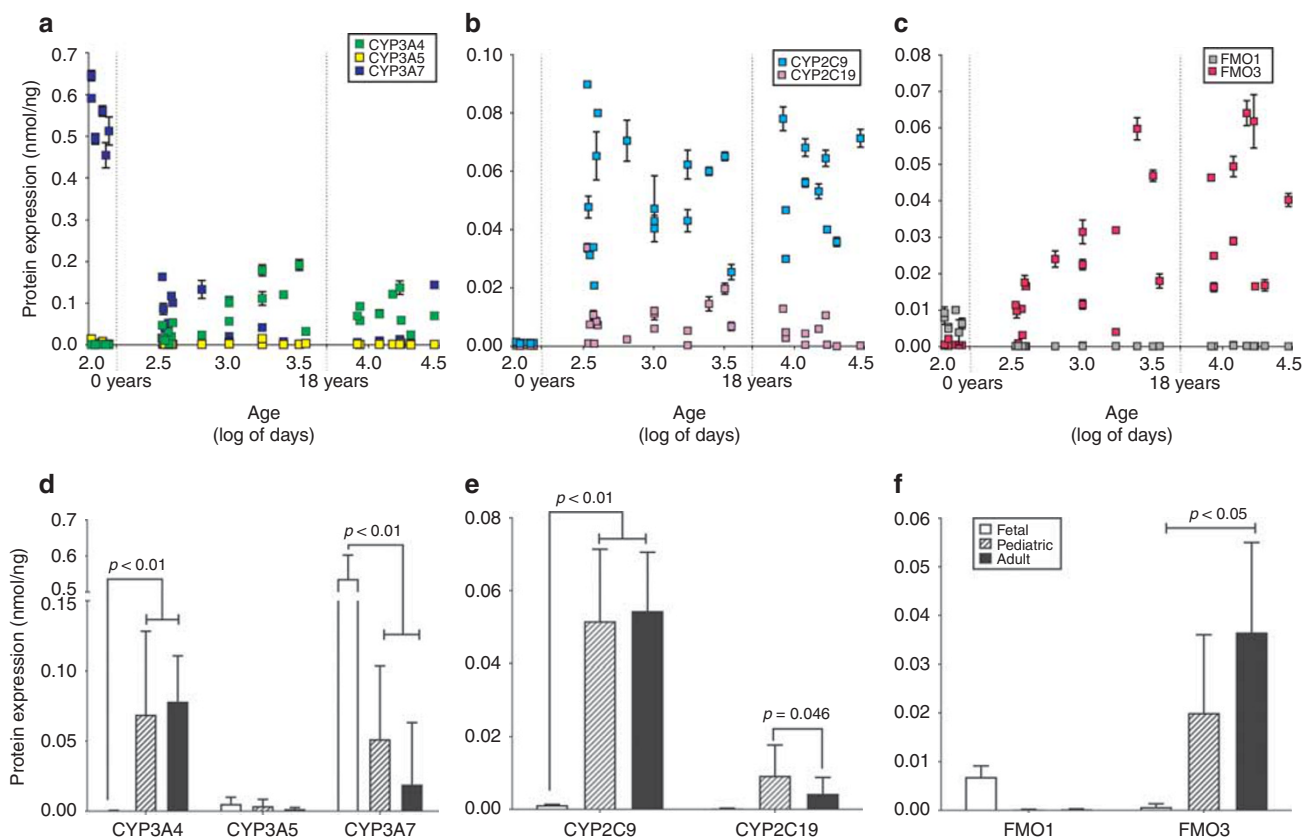 a
0.7
0.6
0.5
0.4
0.3
0.2
0.1
0.0
Protein expression (nmol/ng)
CYP3A4
CYP3A5
CYP3A7
2.0 2.5 3.0 3.5 4.0 4.5
0 years 18 years
Age
(log of days)
b
0.10
0.08
0.06
0.04
0.02
0.00
CYP2C9
CYP2C19
2.0 2.5 3.0 3.5 4.0 4.5
0 years 18 years
Age
(log of days)
c
0.08
0.07
0.06
0.05
0.04
0.03
0.02
0.01
0.00
FMO1
FMO3
2.0 2.5 3.0 3.5 4.0 4.5
0 years 18 years
Age
(log of days)
d
0.7
0.6
0.5
0.15
0.10
0.05
0.00
Protein expression (nmol/ng)
p < 0.01
p < 0.01
CYP3A4 CYP3A5 CYP3A7
e
0.08
0.06
0.04
0.02
0.00
p < 0.01
p = 0.046
CYP2C9 CYP2C19
f
0.06
0.05
0.04
0.03
0.02
0.01
0.00
Fetal
Pediatric
Adult
p < 0.05
FMO1 FMO3